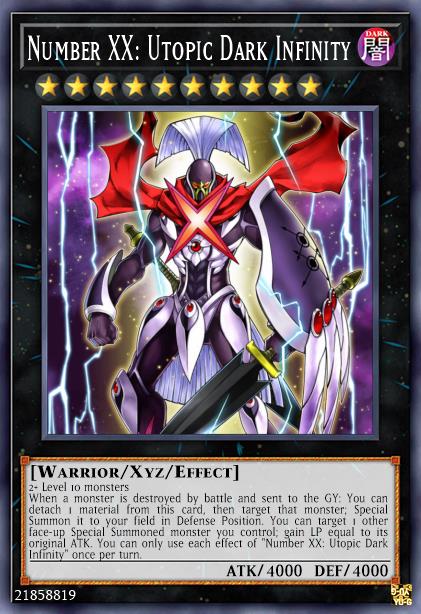 Number XX: Utopic Dark Infinity
DARK
闇
[Warrior/Xyz/Effect]
2+ Level 10 monsters
When a monster is destroyed by battle and sent to the GY: You can
detach 1 material from this card, then target that monster; Special
Summon it to your field in Defense Position. You can target 1 other
face-up Special Summoned monster you control; gain LP equal to its
original ATK. You can only use each effect of "Number XX: Utopic Dark
Infinity" once per turn.
ATK/4000 DEF/4000
21858819